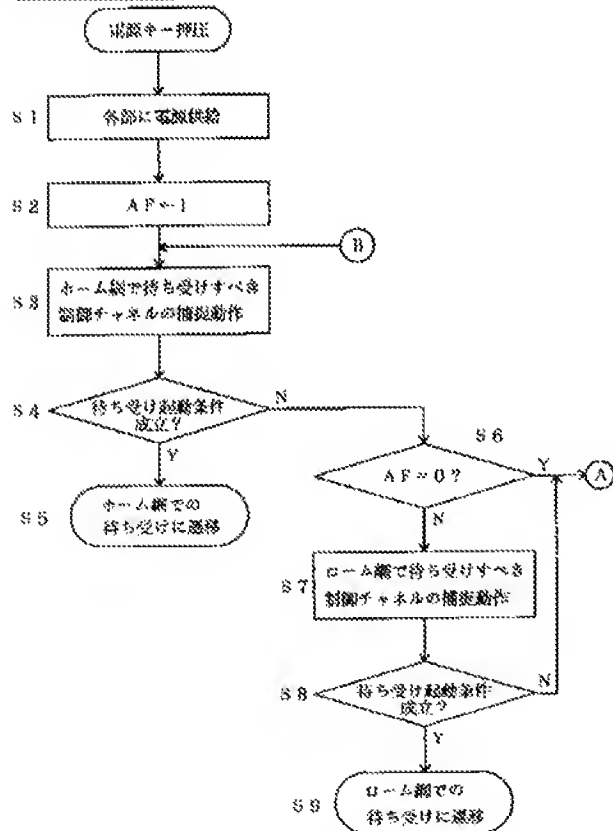 電源キー押圧
S1
各部に電源供給
S2
AF←1
B
S3
ホーム網で待ち受けすべき
制御チャネルの捕捉動作
S4
待ち受け起動条件
成立?
N
Y
S5
ホーム網での
待ち受けに遷移
S6
AF=0?
Y
A
N
S7
ローム網で待ち受けすべき
制御チャネルの捕捉動作
S8
待ち受け起動条件
成立?
N
Y
S9
ローム網での
待ち受けに遷移